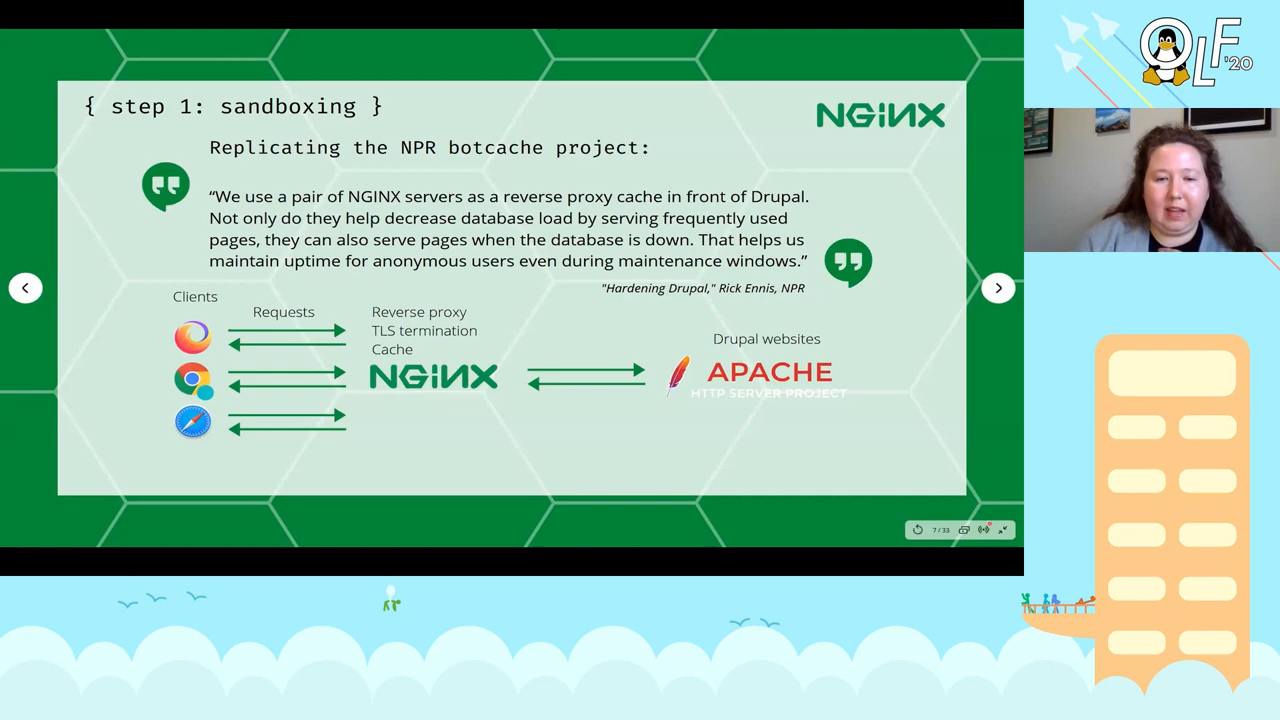 { step 1: sandboxing }
NGINX
Replicating the NPR botcache project:
“We use a pair of NGINX servers as a reverse proxy cache in front of Drupal.
Not only do they help decrease database load by serving frequently used
pages, they can also serve pages when the database is down. That helps us
maintain uptime for anonymous users even during maintenance windows.”
"Hardening Drupal," Rick Ennis, NPR
Clients
Requests
Reverse proxy
TLS termination
Cache
NGINX
Drupal websites
APACHE
HTTP SERVER PROJECT
7 / 33
OLF '20